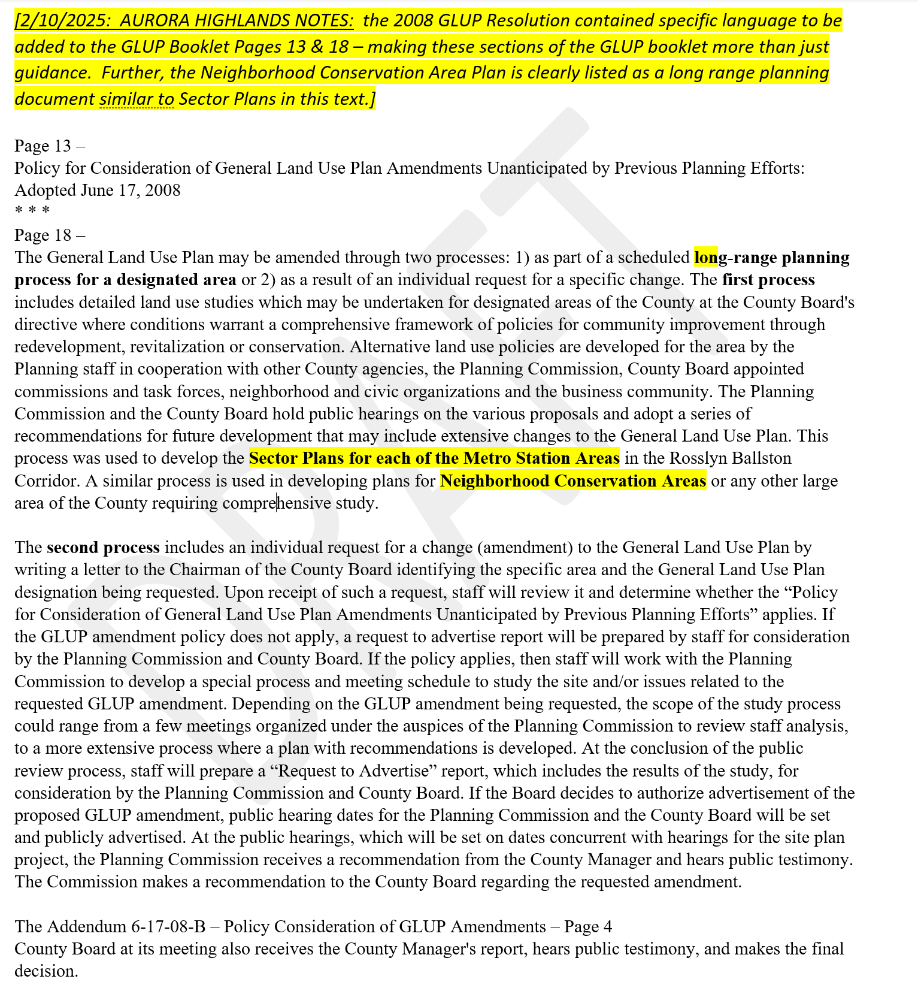 [2/10/2025:  AURORA HIGHLANDS NOTES:  the 2008 GLUP Resolution contained specific language to be
added to the GLUP Booklet Pages 13 & 18 – making these sections of the GLUP booklet more than just
guidance.  Further, the Neighborhood Conservation Area Plan is clearly listed as a long range planning
document similar to Sector Plans in this text.]
Page 13 –
Policy for Consideration of General Land Use Plan Amendments Unanticipated by Previous Planning Efforts:
Adopted June 17, 2008
* * *
Page 18 –
The General Land Use Plan may be amended through two processes: 1) as part of a scheduled long-range planning
process for a designated area or 2) as a result of an individual request for a specific change. The first process
includes detailed land use studies which may be undertaken for designated areas of the County at the County Board's
directive where conditions warrant a comprehensive framework of policies for community improvement through
redevelopment, revitalization or conservation. Alternative land use policies are developed for the area by the
Planning staff in cooperation with other County agencies, the Planning Commission, County Board appointed
commissions and task forces, neighborhood and civic organizations and the business community. The Planning
Commission and the County Board hold public hearings on the various proposals and adopt a series of
recommendations for future development that may include extensive changes to the General Land Use Plan. This
process was used to develop the Sector Plans for each of the Metro Station Areas in the Rosslyn Ballston
Corridor. A similar process is used in developing plans for Neighborhood Conservation Areas or any other large
area of the County requiring comprehensive study.
The second process includes an individual request for a change (amendment) to the General Land Use Plan by
writing a letter to the Chairman of the County Board identifying the specific area and the General Land Use Plan
designation being requested. Upon receipt of such a request, staff will review it and determine whether the “Policy
for Consideration of General Land Use Plan Amendments Unanticipated by Previous Planning Efforts” applies. If
the GLUP amendment policy does not apply, a request to advertise report will be prepared by staff for consideration
by the Planning Commission and County Board. If the policy applies, then staff will work with the Planning
Commission to develop a special process and meeting schedule to study the site and/or issues related to the
requested GLUP amendment. Depending on the GLUP amendment being requested, the scope of the study process
could range from a few meetings organized under the auspices of the Planning Commission to review staff analysis,
to a more extensive process where a plan with recommendations is developed. At the conclusion of the public
review process, staff will prepare a “Request to Advertise” report, which includes the results of the study, for
consideration by the Planning Commission and County Board. If the Board decides to authorize advertisement of the
proposed GLUP amendment, public hearing dates for the Planning Commission and the County Board will be set
and publicly advertised. At the public hearings, which will be set on dates concurrent with hearings for the site plan
project, the Planning Commission receives a recommendation from the County Manager and hears public testimony.
The Commission makes a recommendation to the County Board regarding the requested amendment.
The Addendum 6-17-08-B – Policy Consideration of GLUP Amendments – Page 4
County Board at its meeting also receives the County Manager's report, hears public testimony, and makes the final
decision.
DRAFT